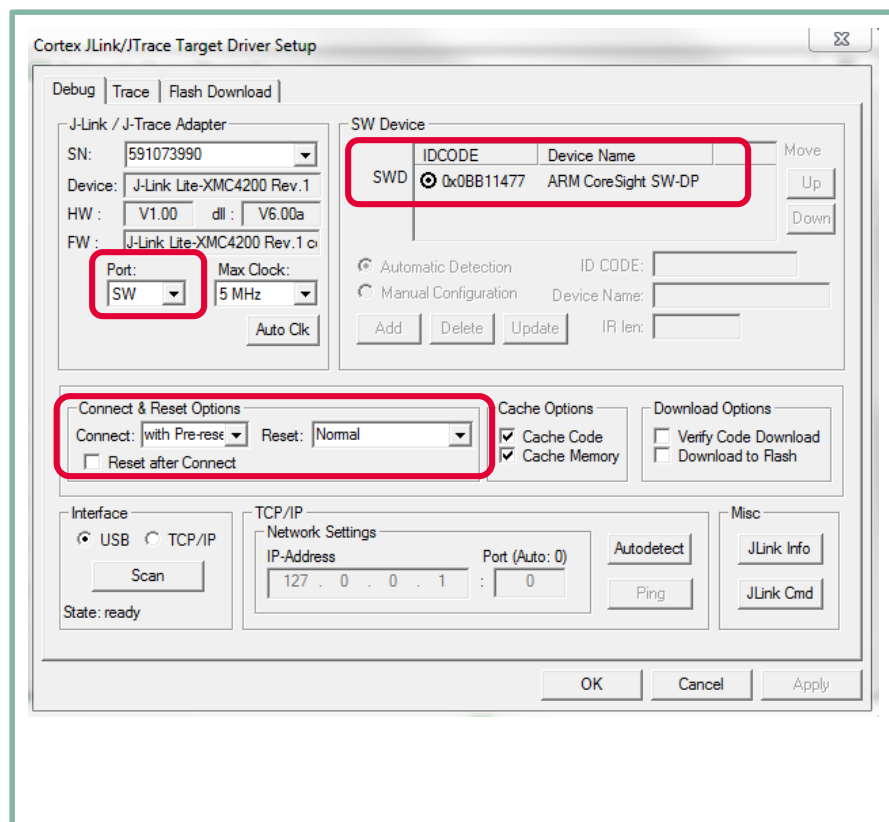 Cortex JLink/JTrace Target Driver Setup
Debug Trace Flash Download
J-Link / J-Trace Adapter
SN: 591073990
Device: J-Link Lite-XMC4200 Rev.1
HW : V1.00 dll : V6.00a
FW : J-Link Lite-XMC4200 Rev.1 c
Port: Max Clock:
SW 5 MHz
Auto Clk
SW Device
IDCODE Device Name Move
SWD 0x0BB11477 ARM CoreSight SW-DP Up
Down
Automatic Detection ID CODE:
Manual Configuration Device Name:
Add Delete Update IR len:
Connect & Reset Options
Connect: with Pre-rese Reset: Normal
Reset after Connect
Cache Options
Cache Code
Cache Memory
Download Options
Verify Code Download
Download to Flash
Interface
USB TCP/IP
Scan
State: ready
TCP/IP
Network Settings
IP-Address Port (Auto: 0)
127 . 0 . 0 . 1 : 0
Autodetect
Ping
Misc
JLink Info
JLink Cmd
OK Cancel Apply